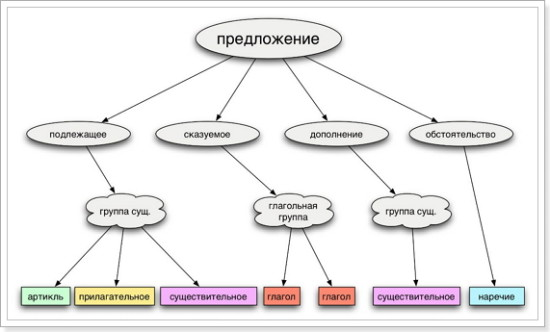 предложение
подлежащее
сказуемое
дополнение
обстоятельство
группа сущ.
глагольная
группа
группа сущ.
артикль
прилагательное
существительное
глагол
глагол
существительное
наречие